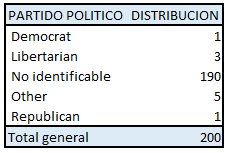 PARTIDO POLITICO DISTRIBUCION
Democrat 1
Libertarian 3
No identificable 190
Other 5
Republican 1
Total general 200